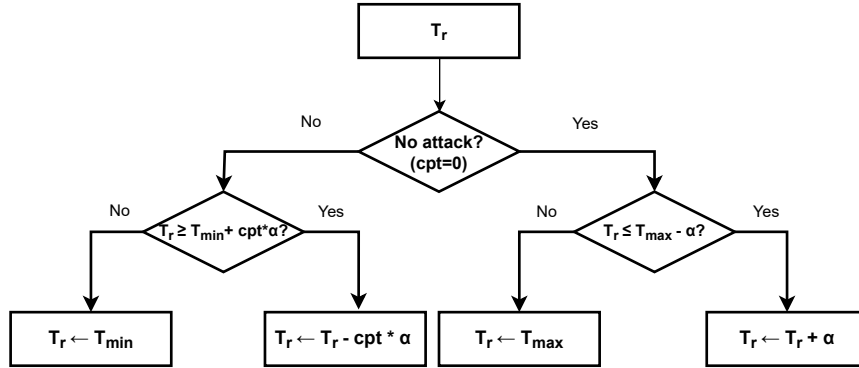 Tr
No
Yes
No attack?
(cpt=0)
No
Tr ≥ Tmin+ cpt*α?
Yes
No
Tr ≤ Tmax - α?
Yes
Tr ← Tmin
Tr ← Tr - cpt * α
Tr ← Tmax
Tr ← Tr + α